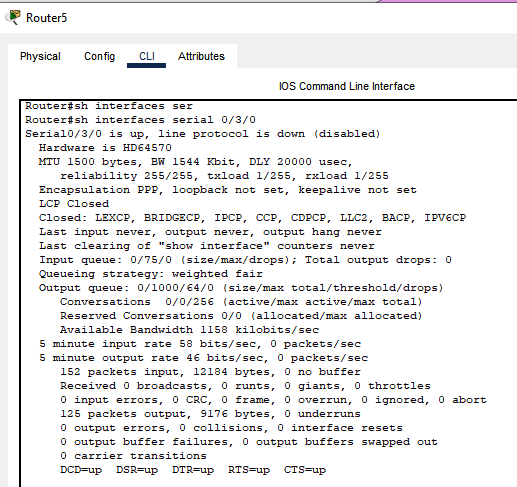 Router5
Physical Config CLI Attributes
IOS Command Line Interface
Router#sh interfaces ser
Router#sh interfaces serial 0/3/0
Serial0/3/0 is up, line protocol is down (disabled)
Hardware is HD64570
MTU 1500 bytes, BW 1544 Kbit, DLY 20000 usec,
reliability 255/255, txload 1/255, rxload 1/255
Encapsulation PPP, loopback not set, keepalive not set
LCP Closed
Closed: LEXCP, BRIDGECP, IPCP, CCP, CDPCP, LLC2, BACP, IPV6CP
Last input never, output never, output hang never
Last clearing of "show interface" counters never
Input queue: 0/75/0 (size/max/drops); Total output drops: 0
Queueing strategy: weighted fair
Output queue: 0/1000/64/0 (size/max total/threshold/drops)
Conversations 0/0/256 (active/max active/max total)
Reserved Conversations 0/0 (allocated/max allocated)
Available Bandwidth 1158 kilobits/sec
5 minute input rate 58 bits/sec, 0 packets/sec
5 minute output rate 46 bits/sec, 0 packets/sec
152 packets input, 12184 bytes, 0 no buffer
Received 0 broadcasts, 0 runts, 0 giants, 0 throttles
0 input errors, 0 CRC, 0 frame, 0 overrun, 0 ignored, 0 abort
125 packets output, 9176 bytes, 0 underruns
0 output errors, 0 collisions, 0 interface resets
0 output buffer failures, 0 output buffers swapped out
0 carrier transitions
DCD=up DSR=up DTR=up RTS=up CTS=up